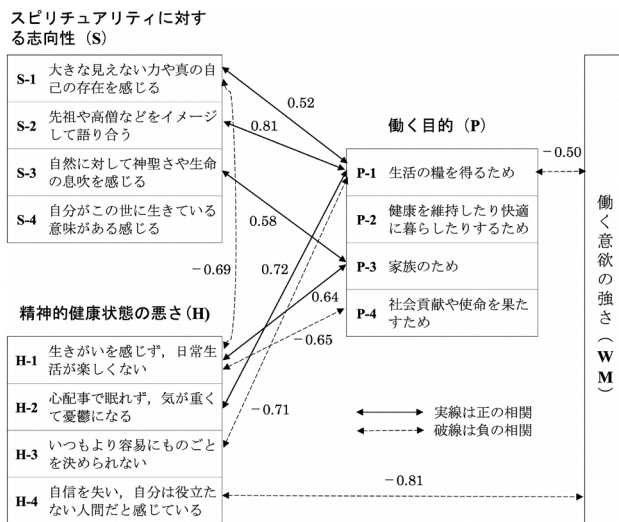 スピリチュアリティに対す
る志向性（S）
S-1
大きな見えない力や真の自
己の存在を感じる
S-2
先祖や高僧などをイメージ
して語り合う
S-3
自然に対して神聖さや生命
の息吹を感じる
S-4
自分がこの世に生きている
意味がある感じる
精神的健康状態の悪さ(H)
H-1
生きがいを感じず，日常生
活が楽しくない
H-2
心配事で眠れず，気が重く
て憂鬱になる
H-3
いつもより容易にものごと
を決められない
H-4
自信を失い，自分は役立た
ない人間だと感じている
0.52
0.81
0.58
－0.69
0.72
0.64
－0.65
－0.71
－0.81
働く目的（P）
P-1
生活の糧を得るため
P-2
健康を維持したり快適
に暮らしたりするため
P-3
家族のため
P-4
社会貢献や使命を果た
すため
－0.50
実線は正の相関
破線は負の相関
働く意欲の強さ（WM）